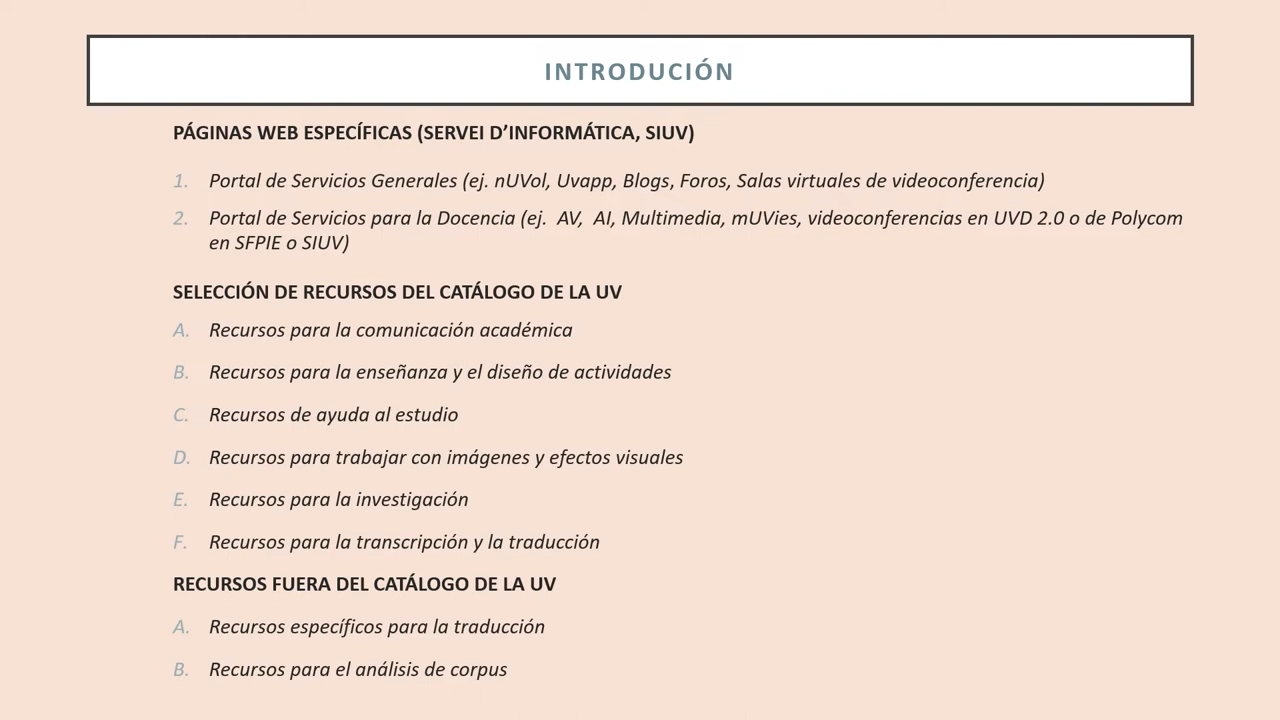 INTRODUCIÓN
PÁGINAS WEB ESPECÍFICAS (SERVEI D’INFORMÁTICA, SIUV)
1. Portal de Servicios Generales (ej. nUVol, Uvapp, Blogs, Foros, Salas virtuales de videoconferencia)
2. Portal de Servicios para la Docencia (ej.  AV,  AI, Multimedia, mUVies, videoconferencias en UVD 2.0 o de Polycom
en SFPIE o SIUV)
SELECCIÓN DE RECURSOS DEL CATÁLOGO DE LA UV
A. Recursos para la comunicación académica
B. Recursos para la enseñanza y el diseño de actividades
C. Recursos de ayuda al estudio
D. Recursos para trabajar con imágenes y efectos visuales
E. Recursos para la investigación
F. Recursos para la transcripción y la traducción
RECURSOS FUERA DEL CATÁLOGO DE LA UV
A. Recursos específicos para la traducción
B. Recursos para el análisis de corpus